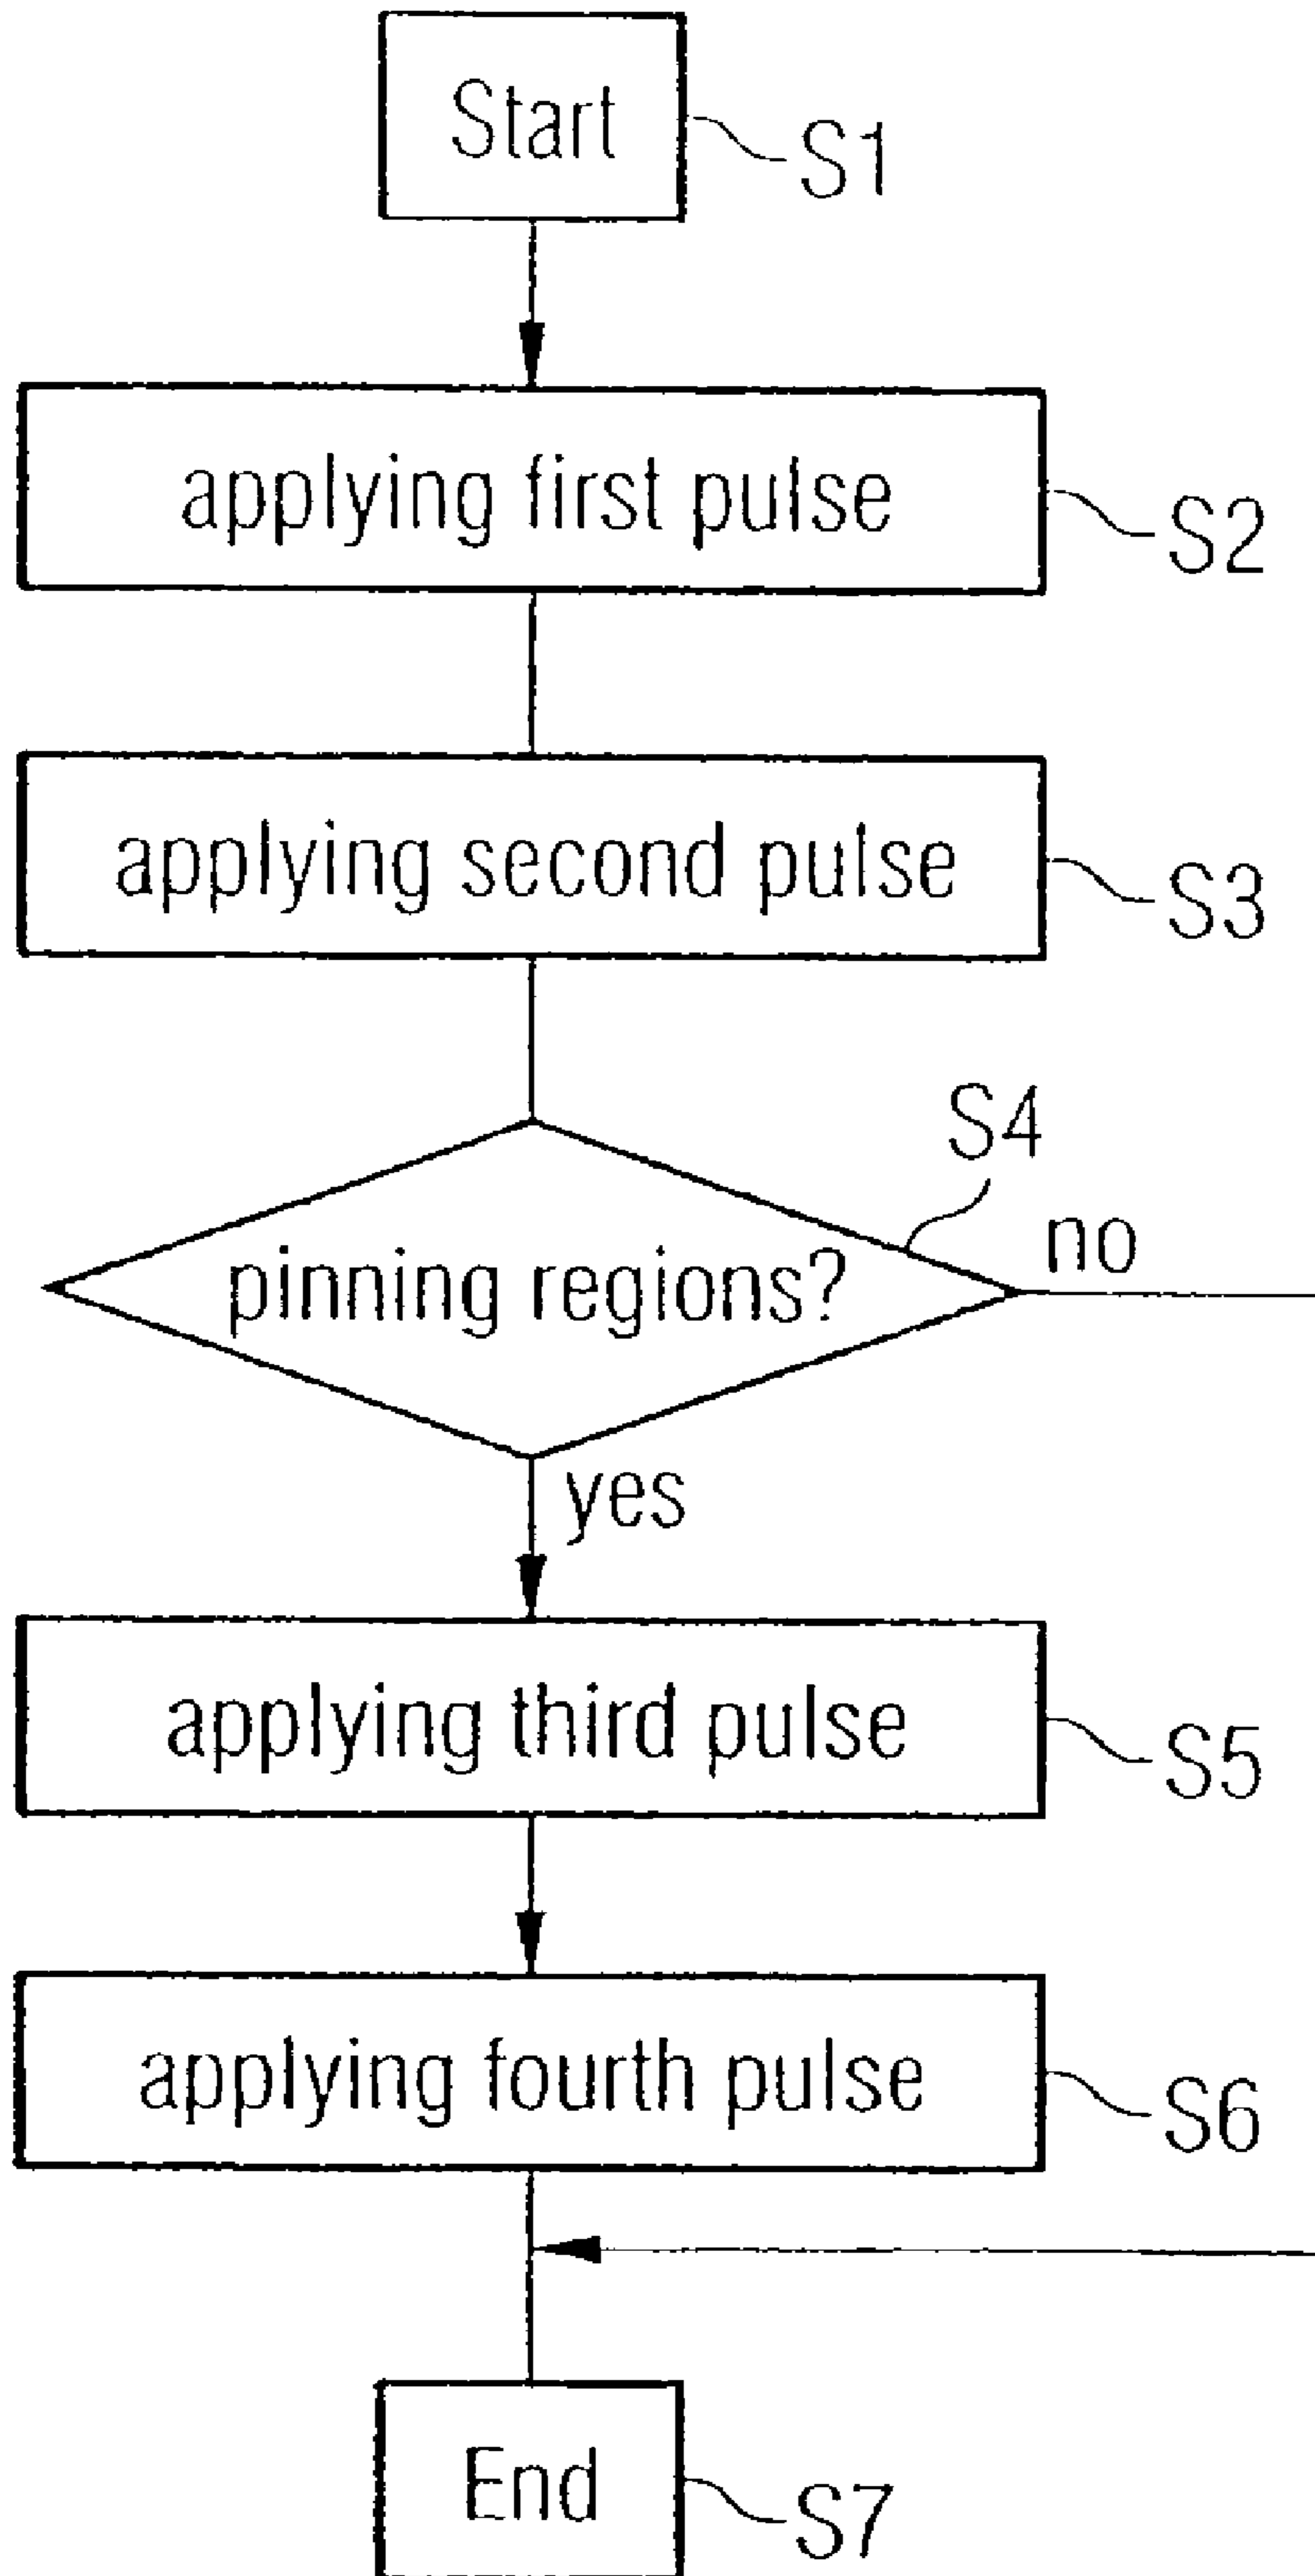 Start
S1
applying first pulse
S2
applying second pulse
S3
S4
pinning regions?
no
yes
applying third pulse
S5
applying fourth pulse
S6
End
S7